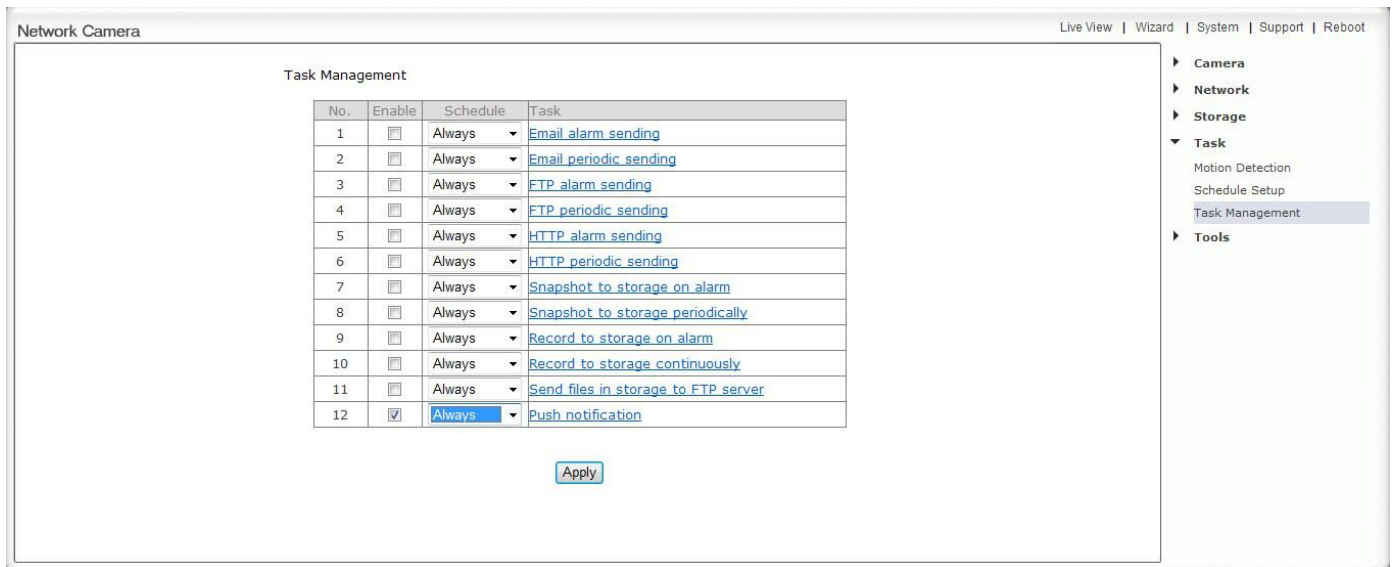 Network Camera
Live View | Wizard | System | Support | Reboot
Task Management
No. Enable Schedule Task
1 Always Email alarm sending
2 Always Email periodic sending
3 Always FTP alarm sending
4 Always FTP periodic sending
5 Always HTTP alarm sending
6 Always HTTP periodic sending
7 Always Snapshot to storage on alarm
8 Always Snapshot to storage periodically
9 Always Record to storage on alarm
10 Always Record to storage continuously
11 Always Send files in storage to FTP server
12 Always Push notification
Apply
Camera
Network
Storage
Task
Motion Detection
Schedule Setup
Task Management
Tools